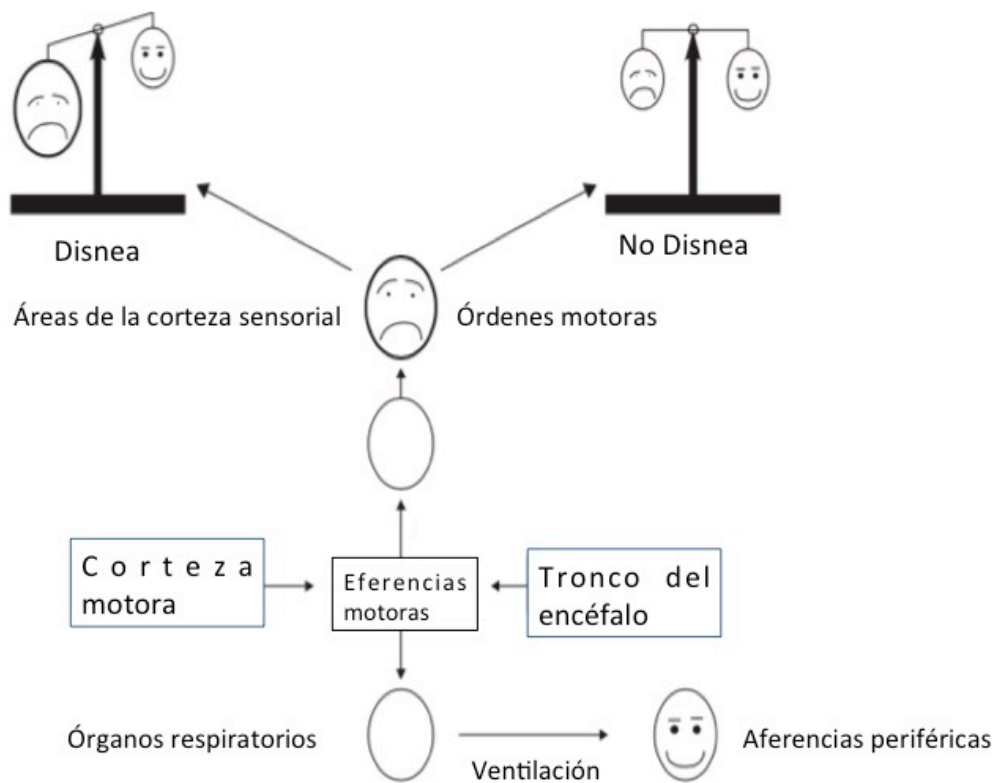 Disnea
No Disnea
Áreas de la corteza sensorial
Órdenes motoras
Corteza
motora
Eferencias
motoras
Tronco del
encéfalo
Órganos respiratorios
Ventilación
Aferencias periféricas